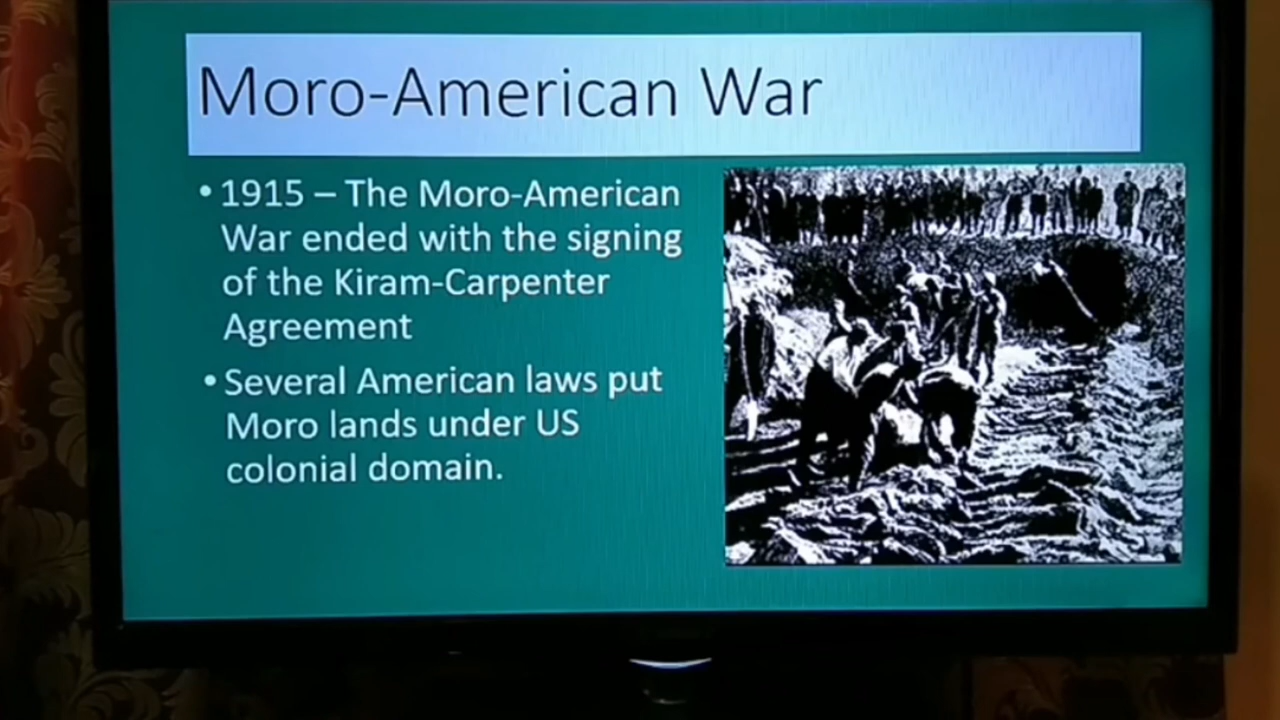 Moro-American War
• 1915 – The Moro-American
War ended with the signing
of the Kiram-Carpenter
Agreement
• Several American laws put
Moro lands under US
colonial domain.